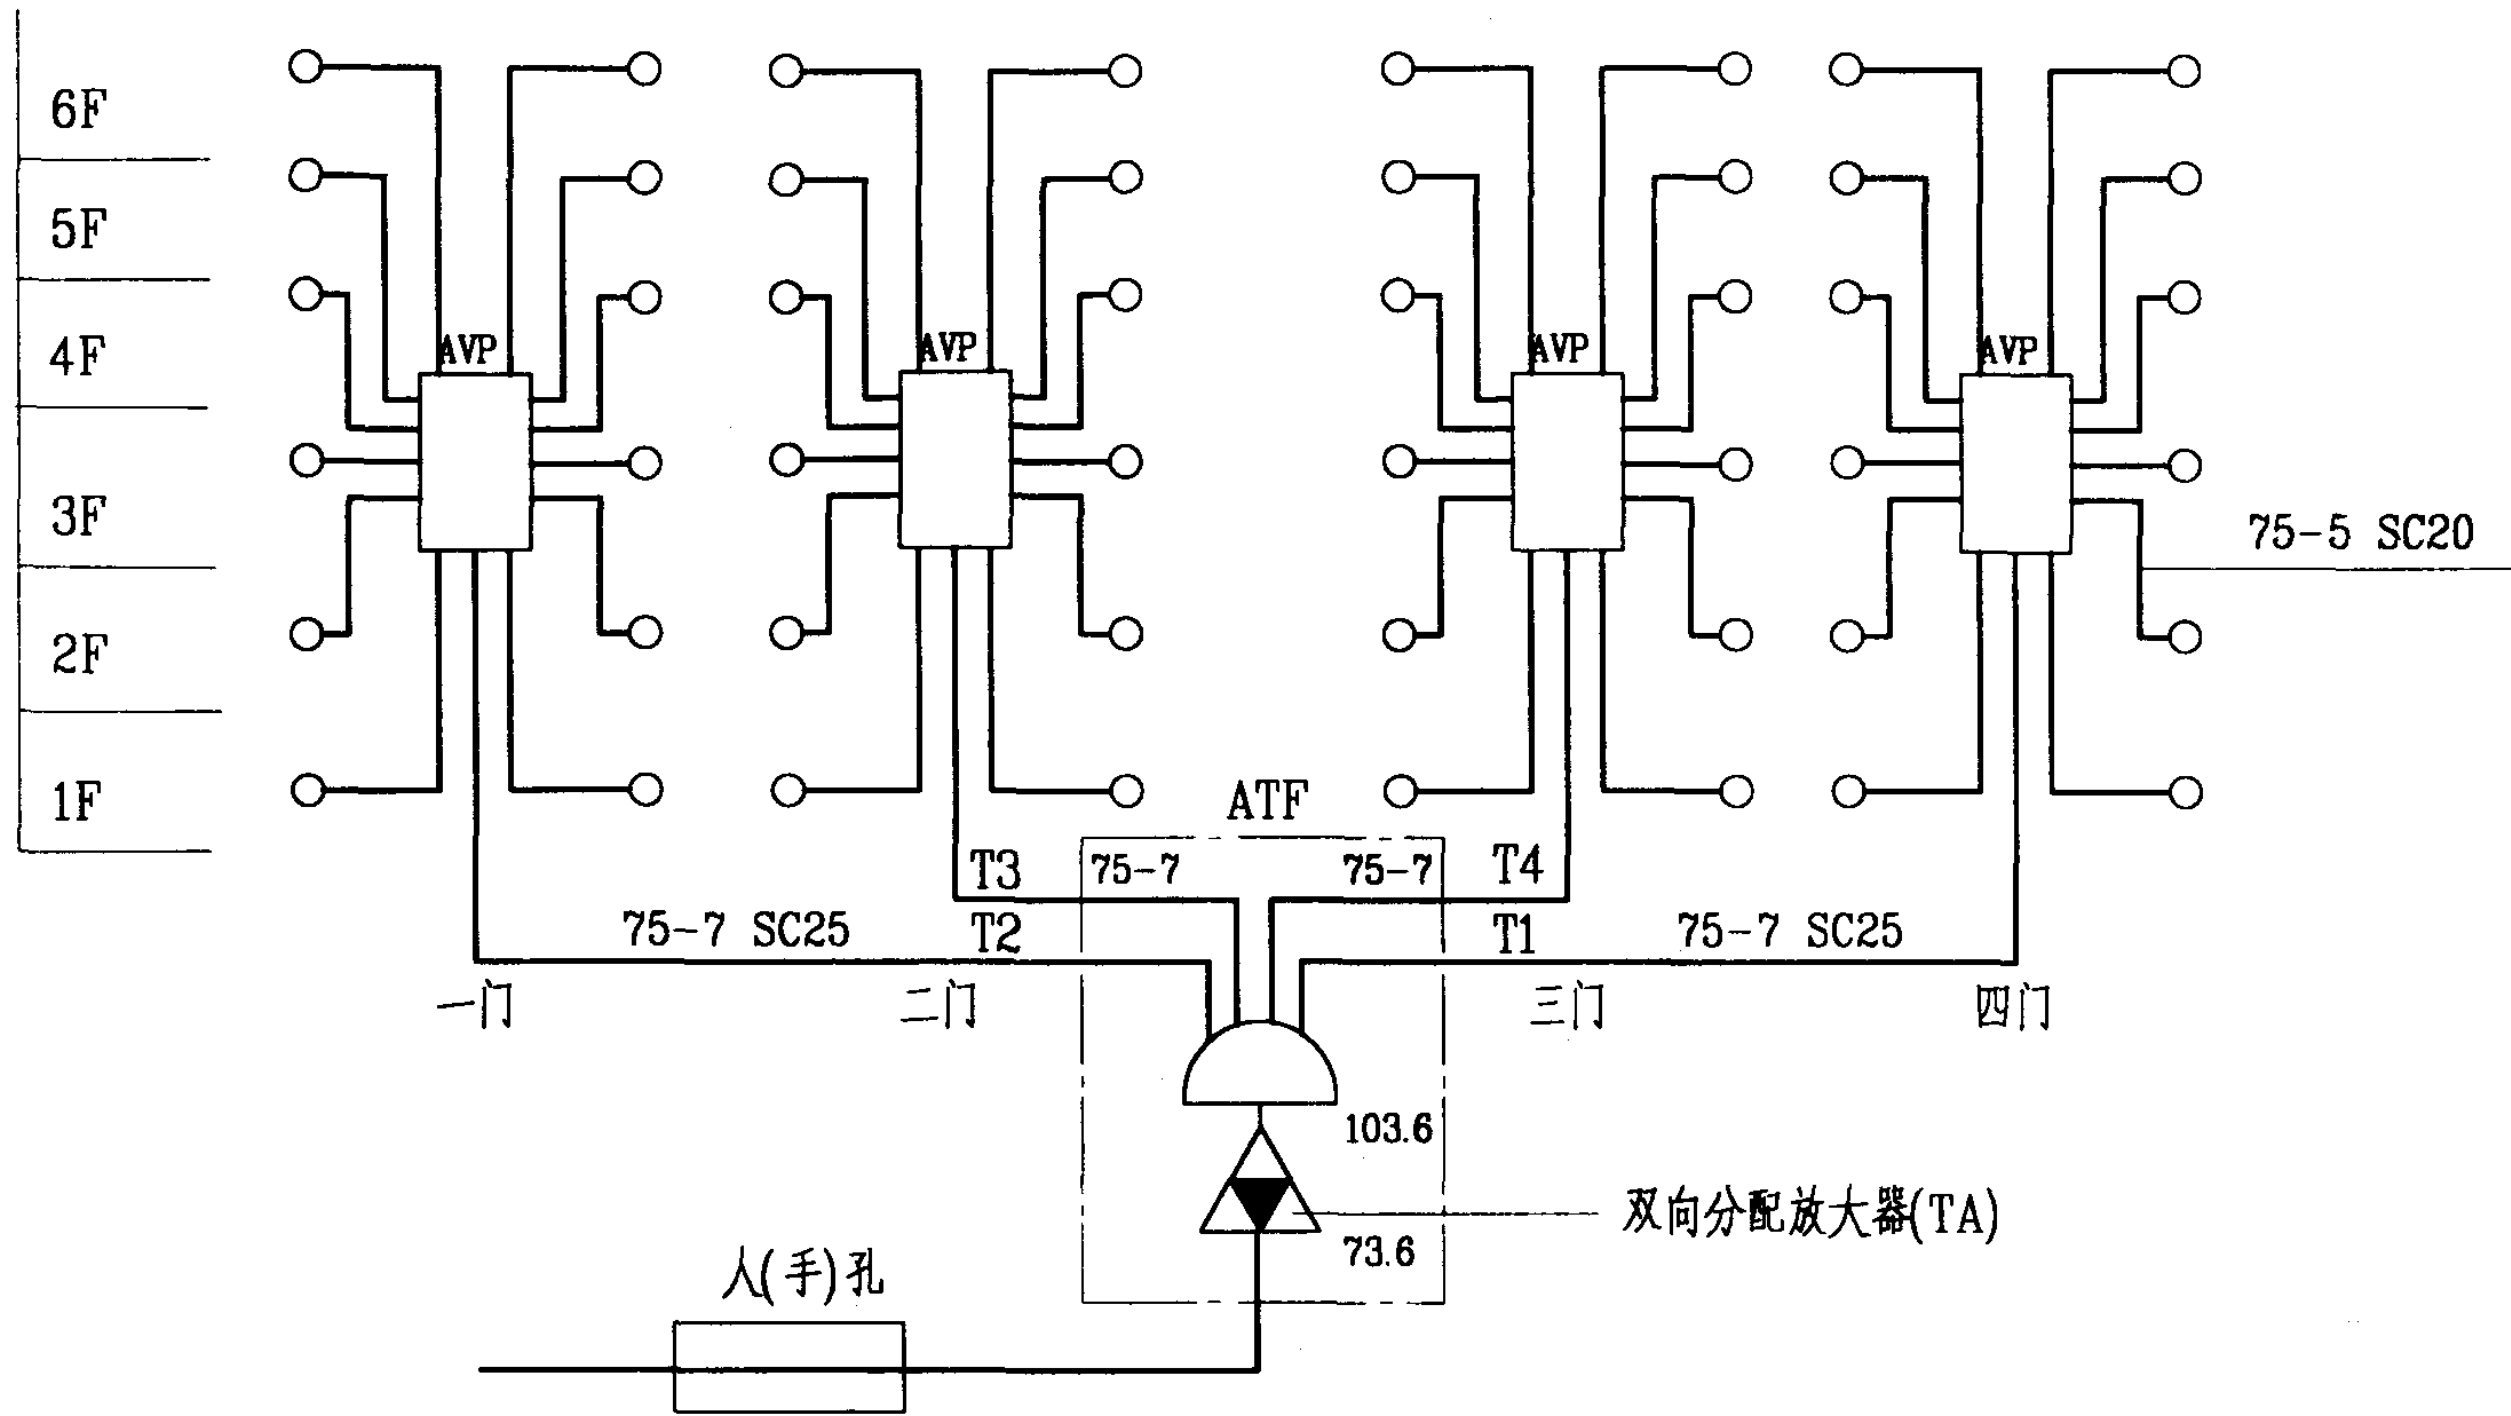 6F
5F
4F
3F
2F
1F
AVP
AVP
AVP
AVP
75-5 SC20
ATF
T3
75-7
75-7
T4
75-7 SC25
T2
T1
75-7 SC25
一门
二门
三门
四门
103.6
双向分配放大器(TA)
73.6
人(手)孔